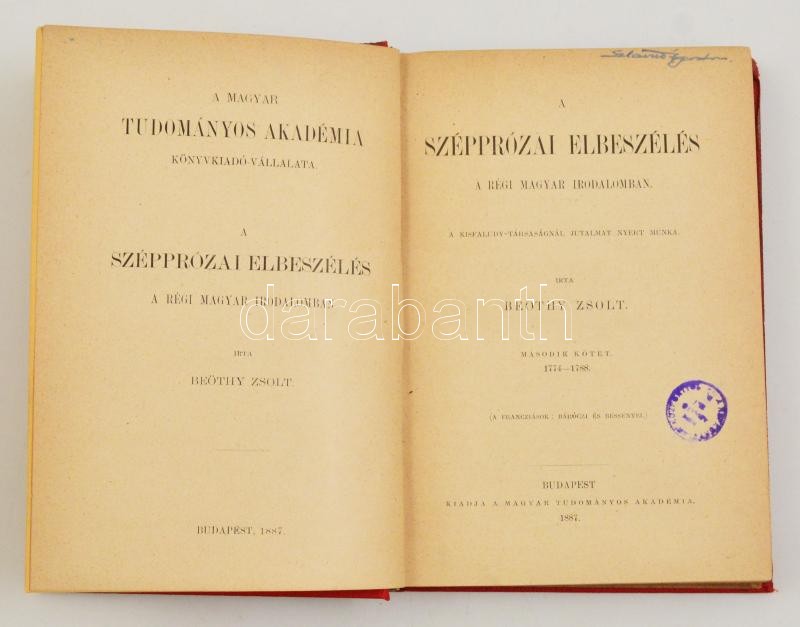 A MAGYAR
TUDOMÁNYOS AKADÉMIA
KÖNYVKIADÓ-VÁLLALATA.
A
SZÉPPRÓZAI ELBESZÉLÉS
A RÉGI MAGYAR IRODALOMBAN.
IRTA
BEÖTHY ZSOLT.
BUDAPEST, 1887.
A
SZÉPPRÓZAI ELBESZÉLÉS
A RÉGI MAGYAR IRODALOMBAN.
A KISFALUDY-TÁRSASÁGNÁL JUTALMAT NYERT MUNKA.
IRTA
BEÖTHY ZSOLT.
MÁSODIK KÖTET.
1774—1788.
(A FRANCZIÁSOK; BÁRÓCZI ÉS BESSENYEI.)
BUDAPEST
KIADJA A MAGYAR TUDOMÁNYOS AKADÉMIA.
1887.
darabanth